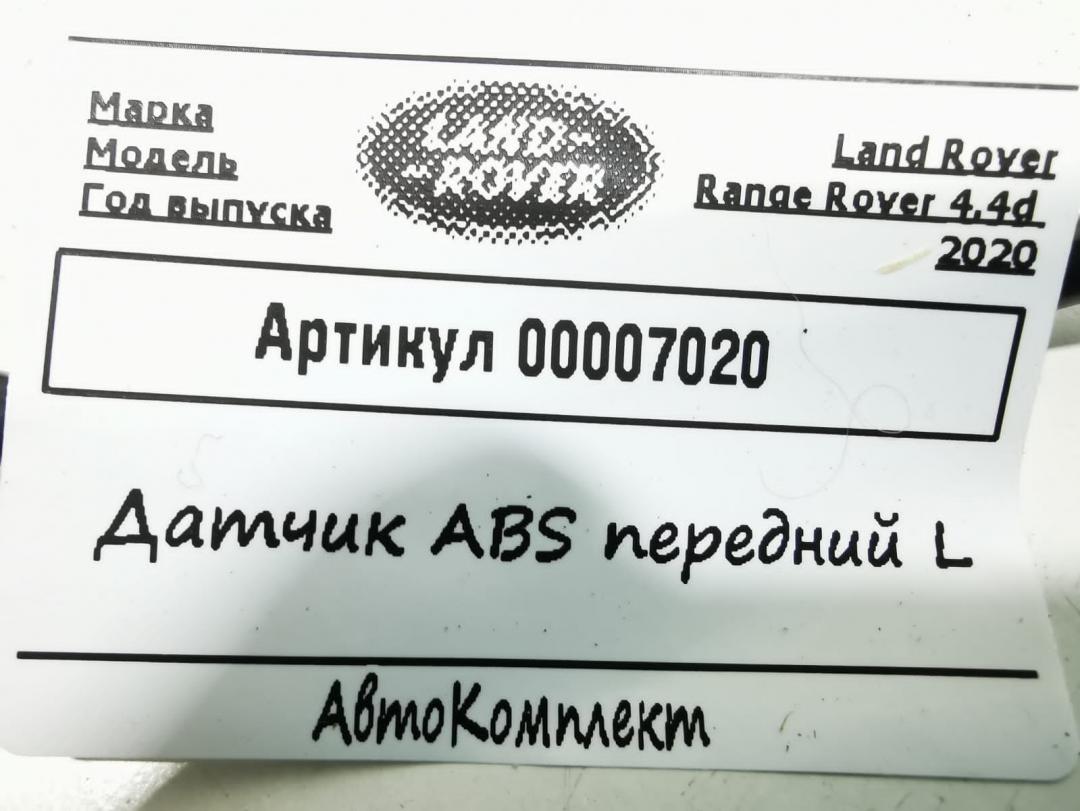 Марка
Модель
Год выпуска
LAND-
-ROVER
Land Rover
Range Rover 4.4d
2020
Артикул 00007020
Датчик ABS передний L
АвтоКомплект